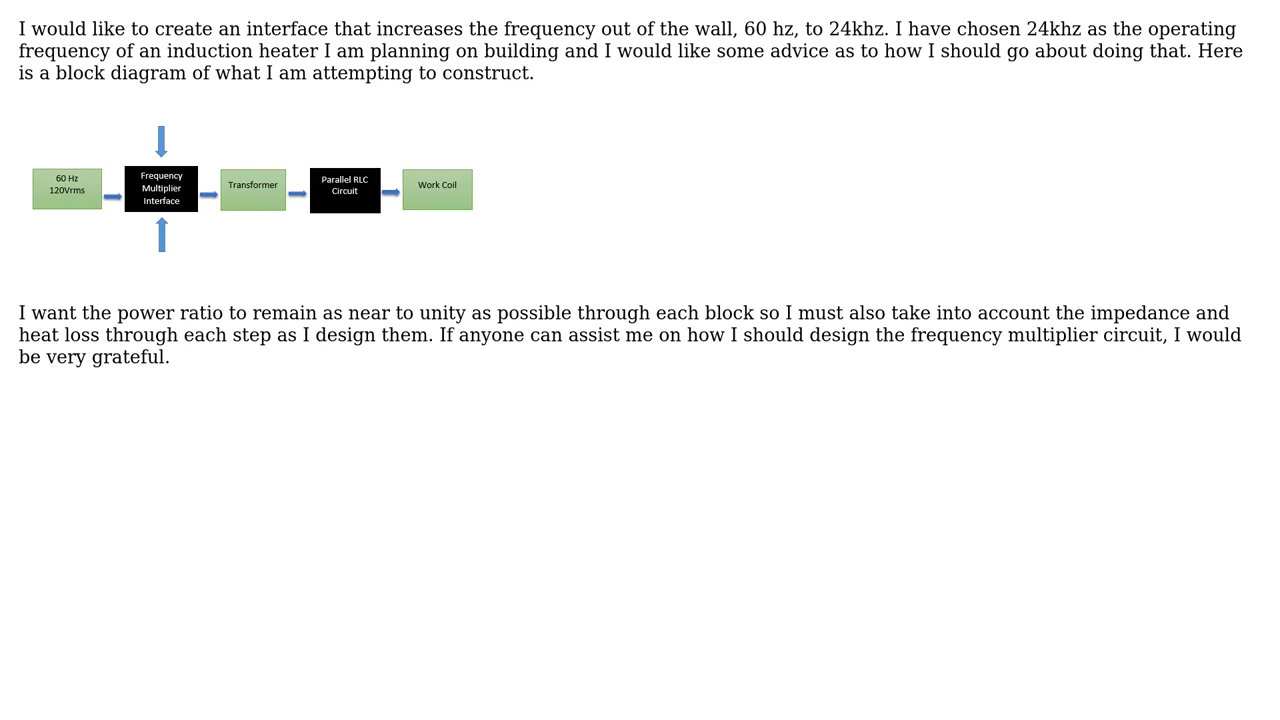 I would like to create an interface that increases the frequency out of the wall, 60 hz, to 24khz. I have chosen 24khz as the operating
frequency of an induction heater I am planning on building and I would like some advice as to how I should go about doing that. Here
is a block diagram of what I am attempting to construct.
60 Hz
120Vrms
Frequency
Multiplier
Interface
Transformer
Parallel RLC
Circuit
Work Coil
I want the power ratio to remain as near to unity as possible through each block so I must also take into account the impedance and
heat loss through each step as I design them. If anyone can assist me on how I should design the frequency multiplier circuit, I would
be very grateful.